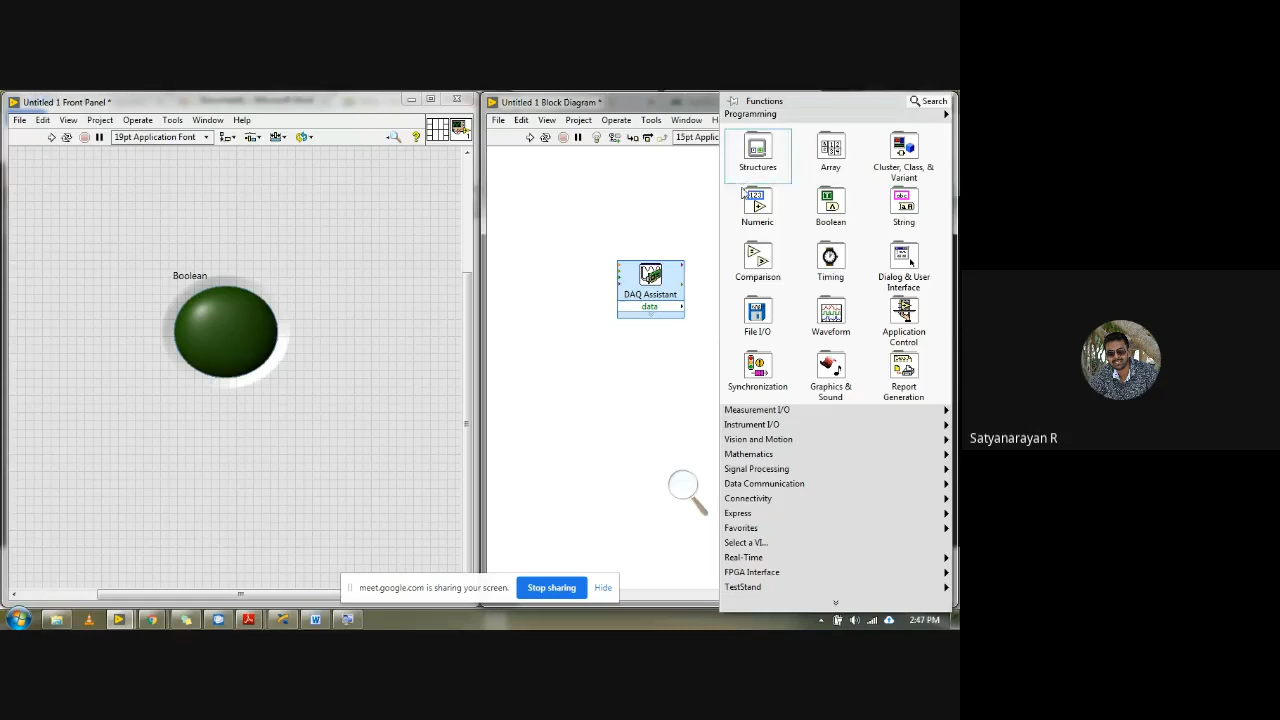 Untitled 1 Front Panel *
File Edit View Project Operate Tools Window Help
19pt Application Font
Boolean
Untitled 1 Block Diagram *
File Edit View Project Operate Tools Window H
15pt Applic
DAQ Assistant
data
Functions
Search
Programming
Structures
Array
Cluster, Class, &
Variant
Numeric
Boolean
String
Comparison
Timing
Dialog & User
Interface
File I/O
Waveform
Application
Control
Synchronization
Graphics &
Sound
Report
Generation
Measurement I/O
Instrument I/O
Vision and Motion
Mathematics
Signal Processing
Data Communication
Connectivity
Express
Favorites
Select a VI...
Real-Time
FPGA Interface
TestStand
meet.google.com is sharing your screen.
Stop sharing
Hide
2:47 PM
Satyanarayan R